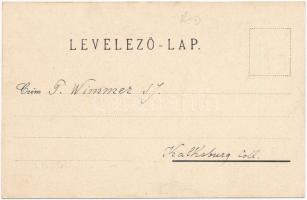 LEVELEZŐ-LAP.
Czim P. Wimmer S.J.
Kalksburg Coll.